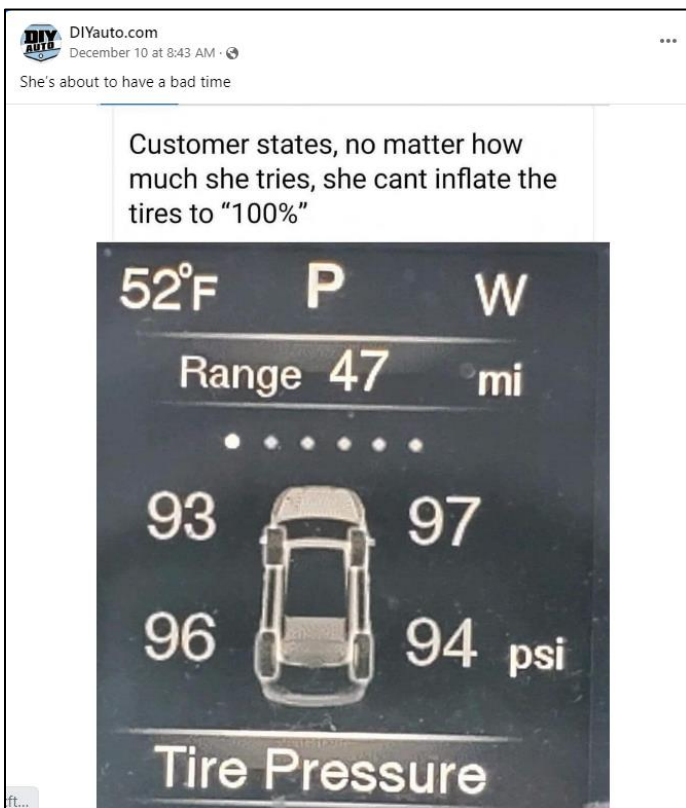 DIY
AUTO
DIYauto.com
December 10 at 8:43 AM ·
She's about to have a bad time
Customer states, no matter how
much she tries, she cant inflate the
tires to “100%”
52°F P W
Range 47 mi
93 97
96 94 psi
Tire Pressure
ft...